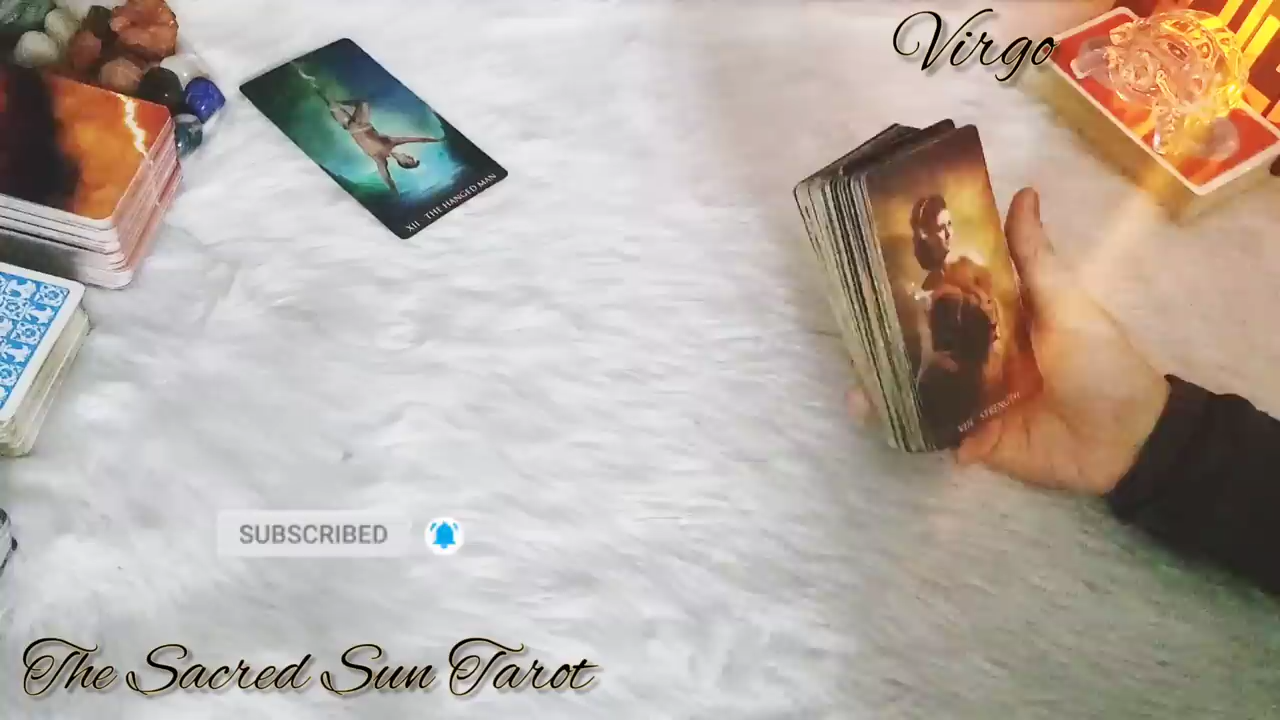 Virgo
XII THE HANGED MAN
VIII STRENGTH
SUBSCRIBED
The Sacred Sun Tarot